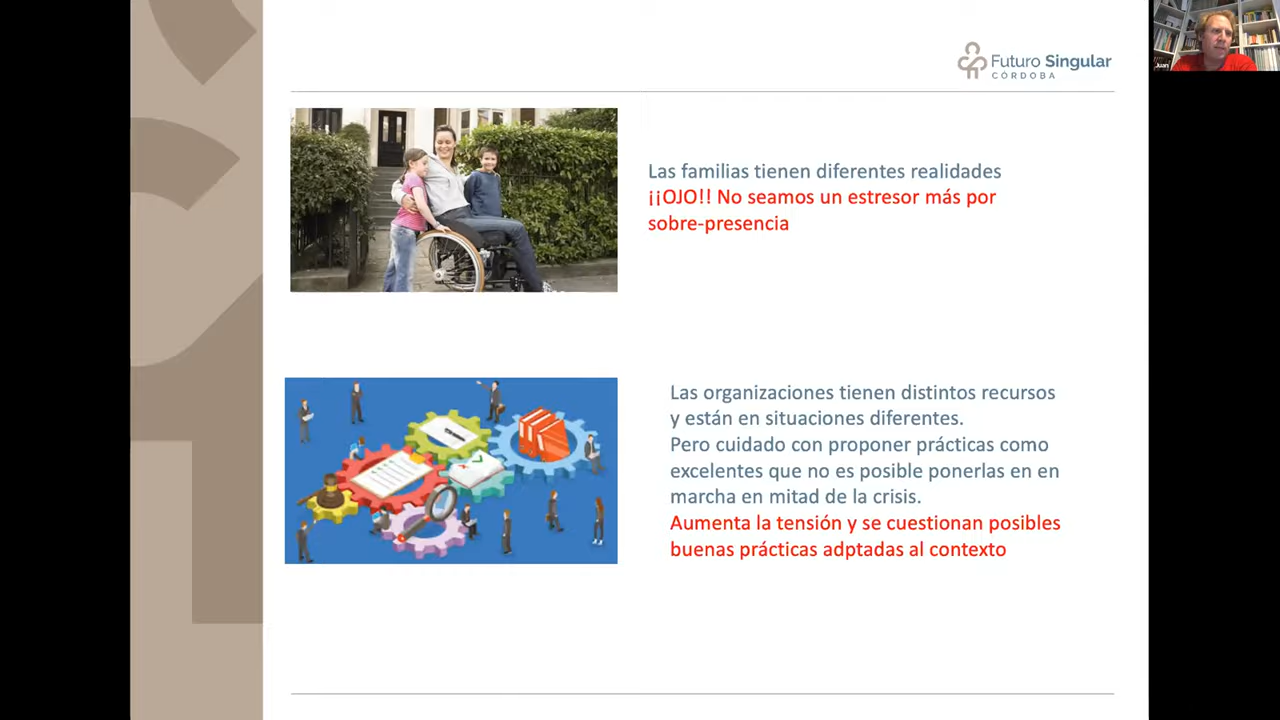 Futuro Singular
CÓRDOBA
Juan
Las familias tienen diferentes realidades
¡¡OJO!! No seamos un estresor más por
sobre-presencia
Las organizaciones tienen distintos recursos
y están en situaciones diferentes.
Pero cuidado con proponer prácticas como
excelentes que no es posible ponerlas en en
marcha en mitad de la crisis.
Aumenta la tensión y se cuestionan posibles
buenas prácticas adptadas al contexto